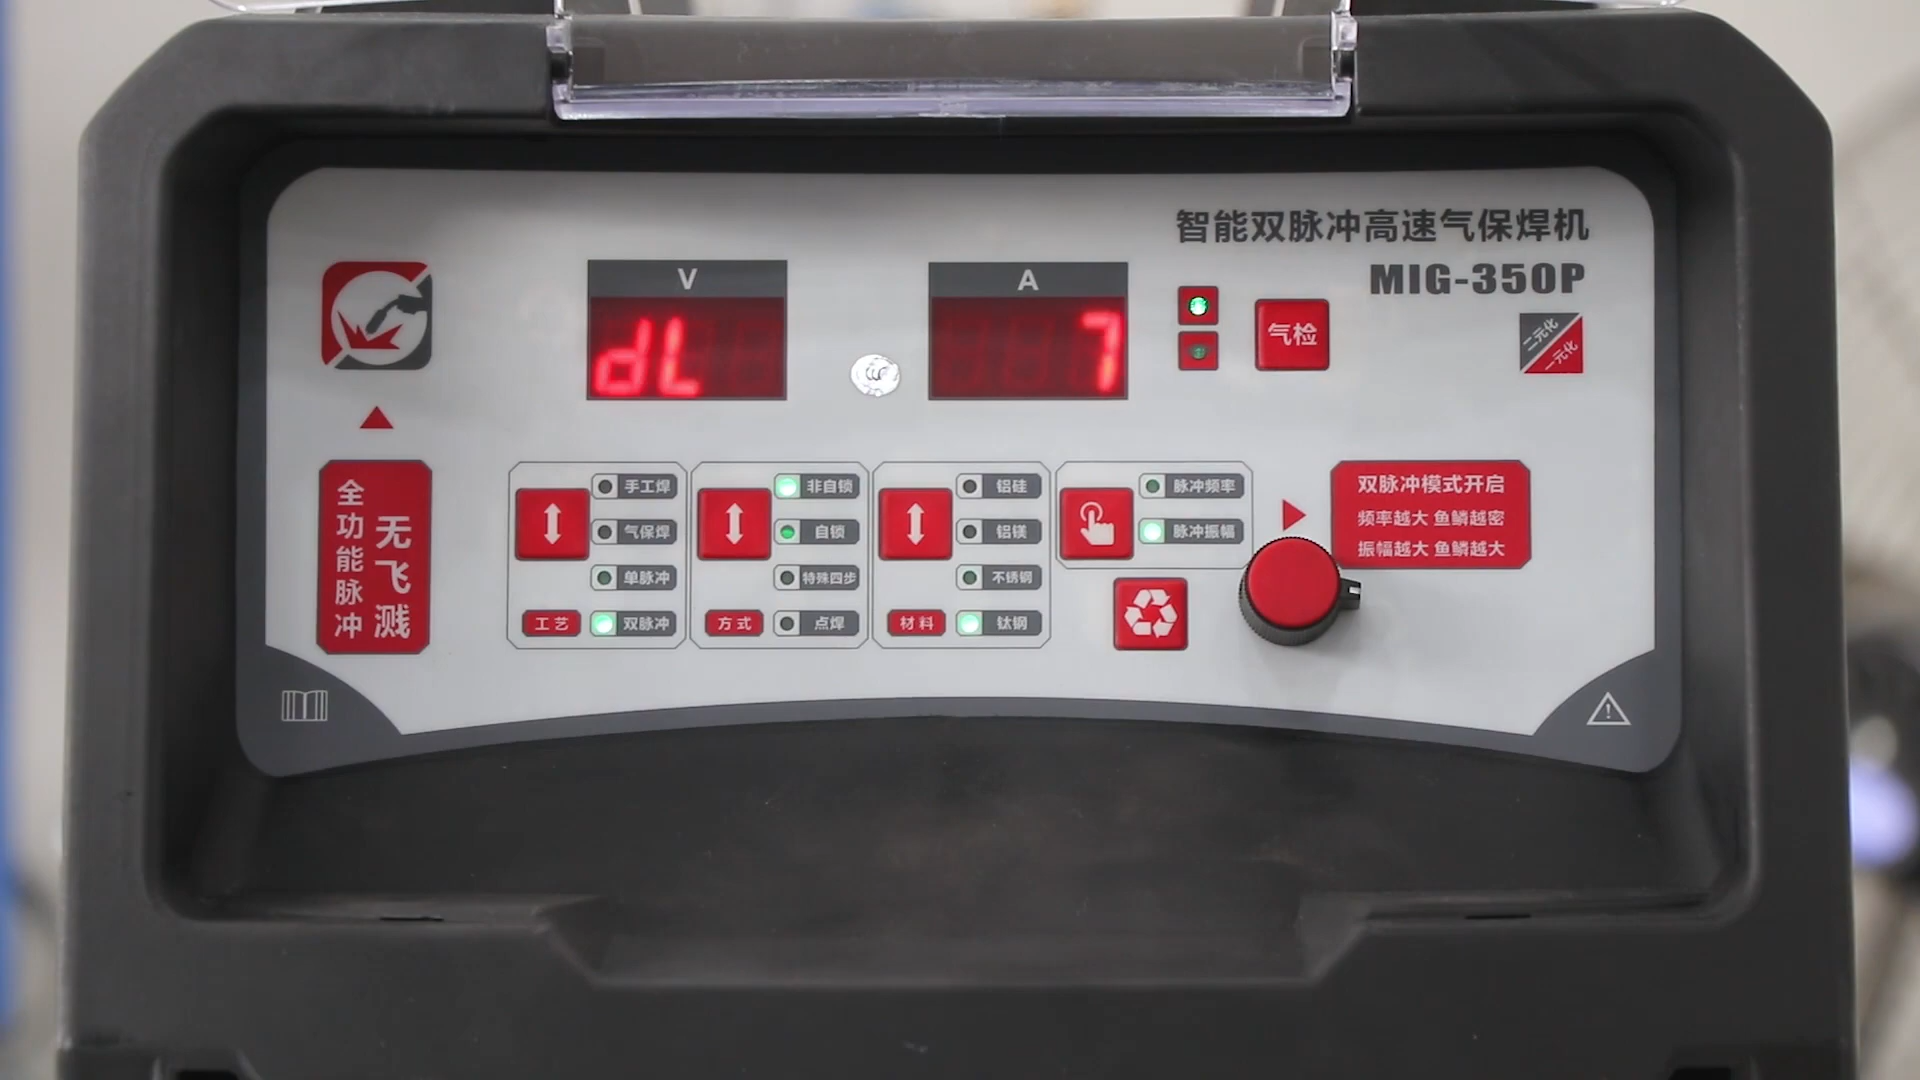 智能双脉冲高速气保焊机
MIG-350P
V
dL
A
7
气检
二元化
一元化
全功能脉冲
无飞溅
手工焊
气保焊
单脉冲
工艺
双脉冲
非自锁
自锁
特殊四步
方式
点焊
铝硅
铝镁
不锈钢
材料
钛钢
脉冲频率
脉冲振幅
双脉冲模式开启
频率越大 鱼鳞越密
振幅越大 鱼鳞越大